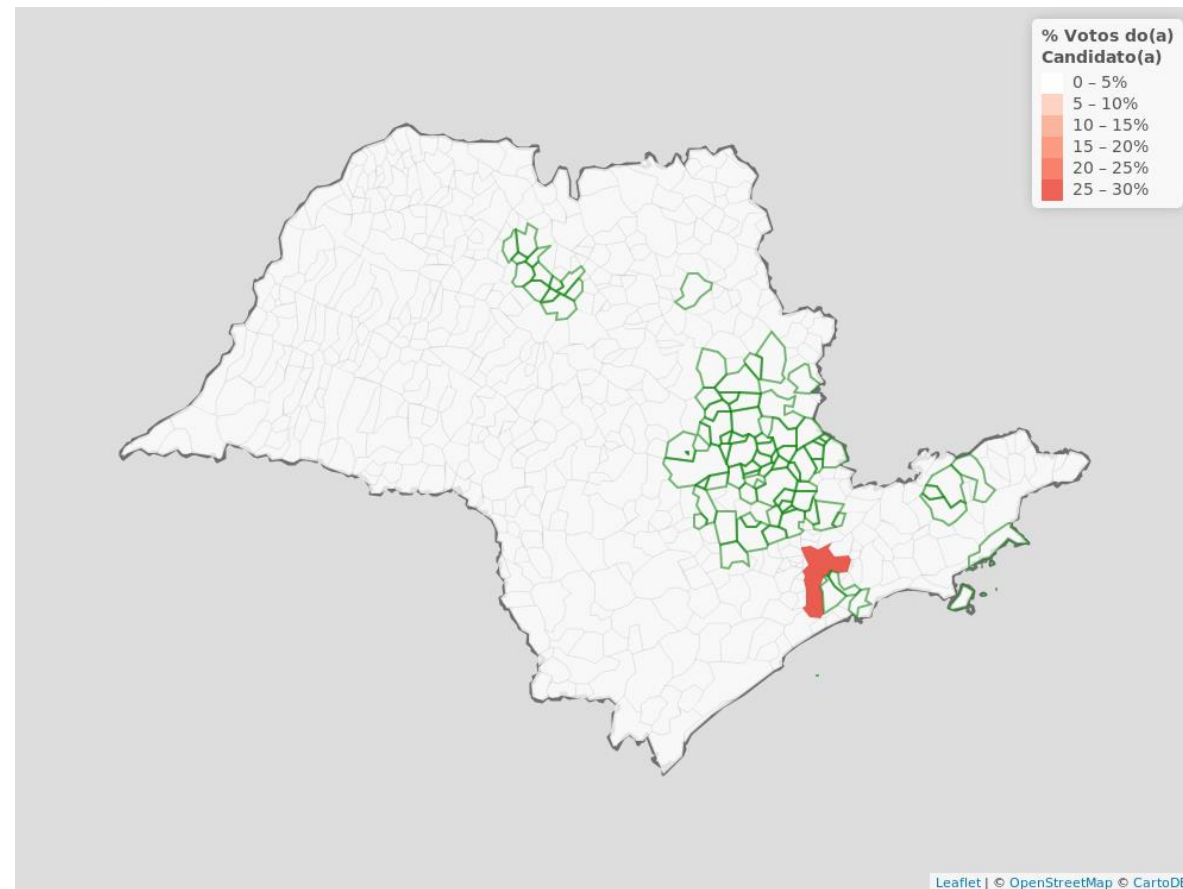 % Votos do(a)
Candidato(a)
0 – 5%
5 – 10%
10 – 15%
15 – 20%
20 – 25%
25 – 30%
Leaflet | © OpenStreetMap © CartoDB